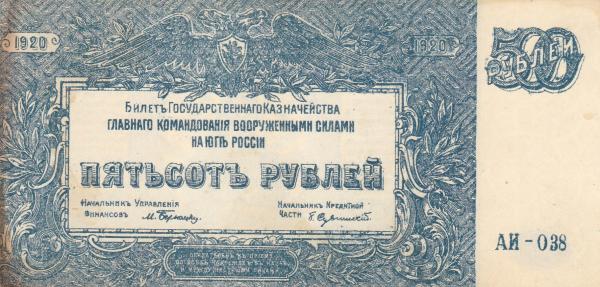 1920
1920
500
РУБЛЕЙ
БИЛЕТЪ ГОСУДАРСТВЕННАГО КАЗНАЧЕЙСТВА
ГЛАВНАГО КОМАНДОВАНІЯ ВООРУЖЕННЫМИ СИЛАМИ
НА ЮГѢ РОССІИ
ПЯТЬСОТЪ РУБЛЕЙ
НАЧАЛЬНИКЪ УПРАВЛЕНІЯ
ФИНАНСОВЪ
НАЧАЛЬНИКЪ КРЕДИТНОЙ
ЧАСТИ
АИ - 038